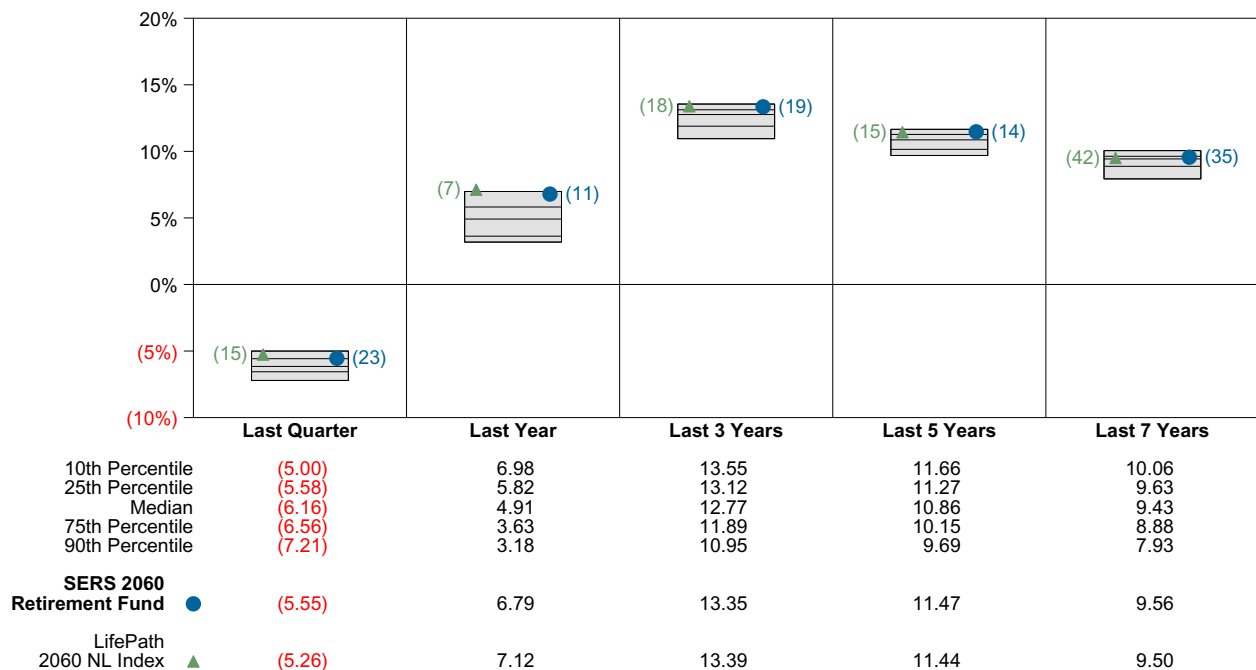 20%
15%
10%
5%
0%
(5%)
(10%)
(15) (23)
(7) (11)
(18) (19)
(15) (14)
(42) (35)
Last Quarter Last Year Last 3 Years Last 5 Years Last 7 Years
10th Percentile (5.00) 6.98 13.55 11.66 10.06
25th Percentile (5.58) 5.82 13.12 11.27 9.63
Median (6.16) 4.91 12.77 10.86 9.43
75th Percentile (6.56) 3.63 11.89 10.15 8.88
90th Percentile (7.21) 3.18 10.95 9.69 7.93
SERS 2060
Retirement Fund (5.55) 6.79 13.35 11.47 9.56
LifePath
2060 NL Index (5.26) 7.12 13.39 11.44 9.50